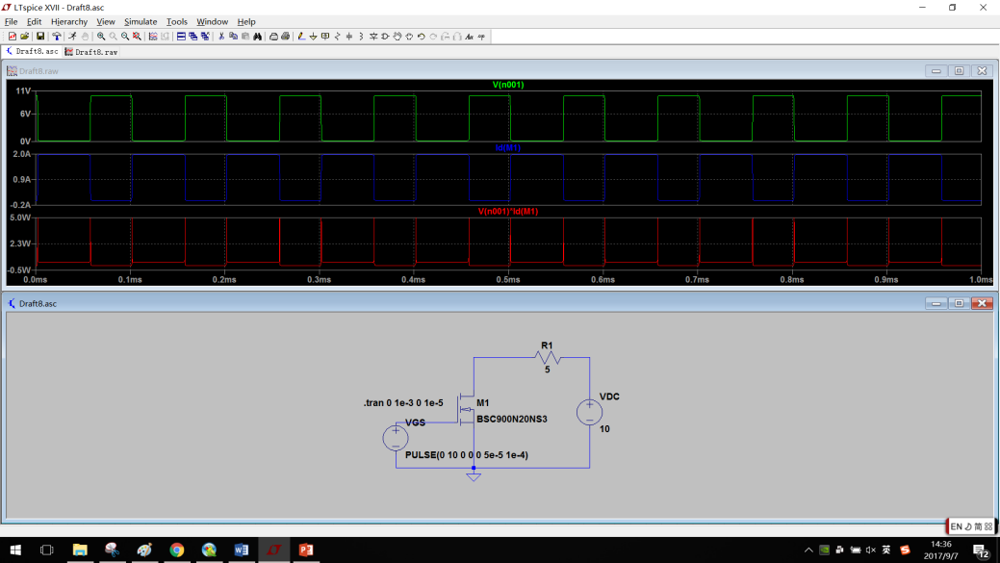 LTspice XVII - Draft8.asc
File Edit Hierarchy View Simulate Tools Window Help
Draft8.asc Draft8.raw
Draft8.raw
V(n001)
11V
6V
0V
Id(M1)
2.0A
0.9A
-0.2A
V(n001)*Id(M1)
5.0W
2.3W
-0.5W
0.0ms 0.1ms 0.2ms 0.3ms 0.4ms 0.5ms 0.6ms 0.7ms 0.8ms 0.9ms 1.0ms
Draft8.asc
R1
5
.tran 0 1e-3 0 1e-5
M1
BSC900N20NS3
VDC
10
VGS
PULSE(0 10 0 0 0 5e-5 1e-4)
EN 简
英
14:36
2017/9/7
12